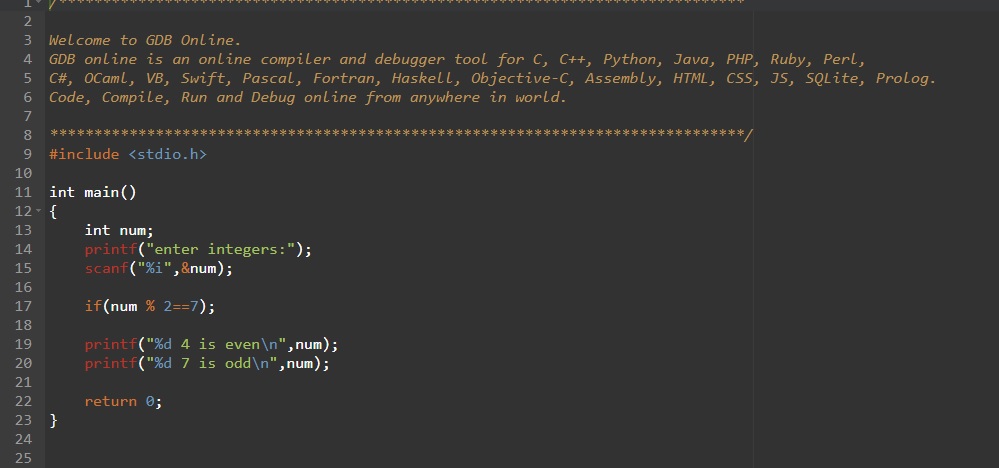 1 /******************************************************************************
2
3 Welcome to GDB Online.
4 GDB online is an online compiler and debugger tool for C, C++, Python, Java, PHP, Ruby, Perl,
5 C#, OCaml, VB, Swift, Pascal, Fortran, Haskell, Objective-C, Assembly, HTML, CSS, JS, SQLite, Prolog.
6 Code, Compile, Run and Debug online from anywhere in world.
7
8 *******************************************************************************/
9 #include <stdio.h>
10
11 int main()
12 {
13     int num;
14     printf("enter integers:");
15     scanf("%i",&num);
16
17     if(num % 2==7);
18
19     printf("%d 4 is even\n",num);
20     printf("%d 7 is odd\n",num);
21
22     return 0;
23 }
24
25